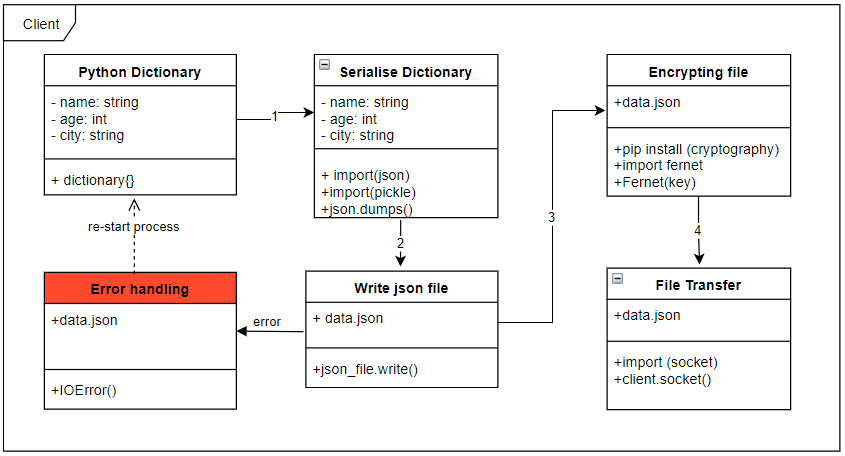 Client
Python Dictionary
- name: string
- age: int
- city: string
+ dictionary{}
1
Serialise Dictionary
- name: string
- age: int
- city: string
+ import(json)
+import(pickle)
+json.dumps()
2
Write json file
+ data.json
+json_file.write()
error
Error handling
+data.json
+IOError()
re-start process
3
Encrypting file
+data.json
+pip install (cryptography)
+import fernet
+Fernet(key)
4
File Transfer
+data.json
+import (socket)
+client.socket()